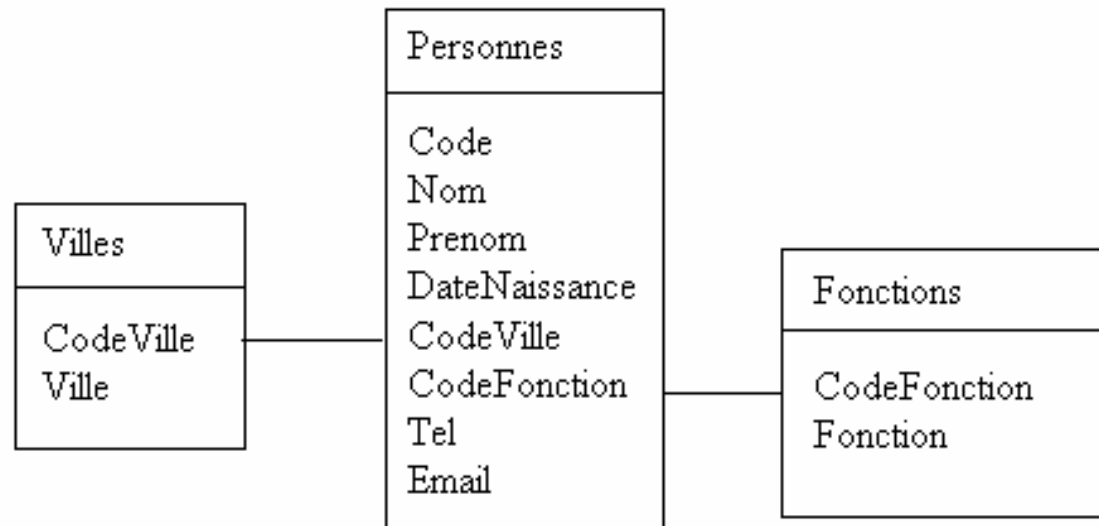 Villes
CodeVille
Ville
Personnes
Code
Nom
Prenom
DateNaissance
CodeVille
CodeFonction
Tel
Email
Fonctions
CodeFonction
Fonction